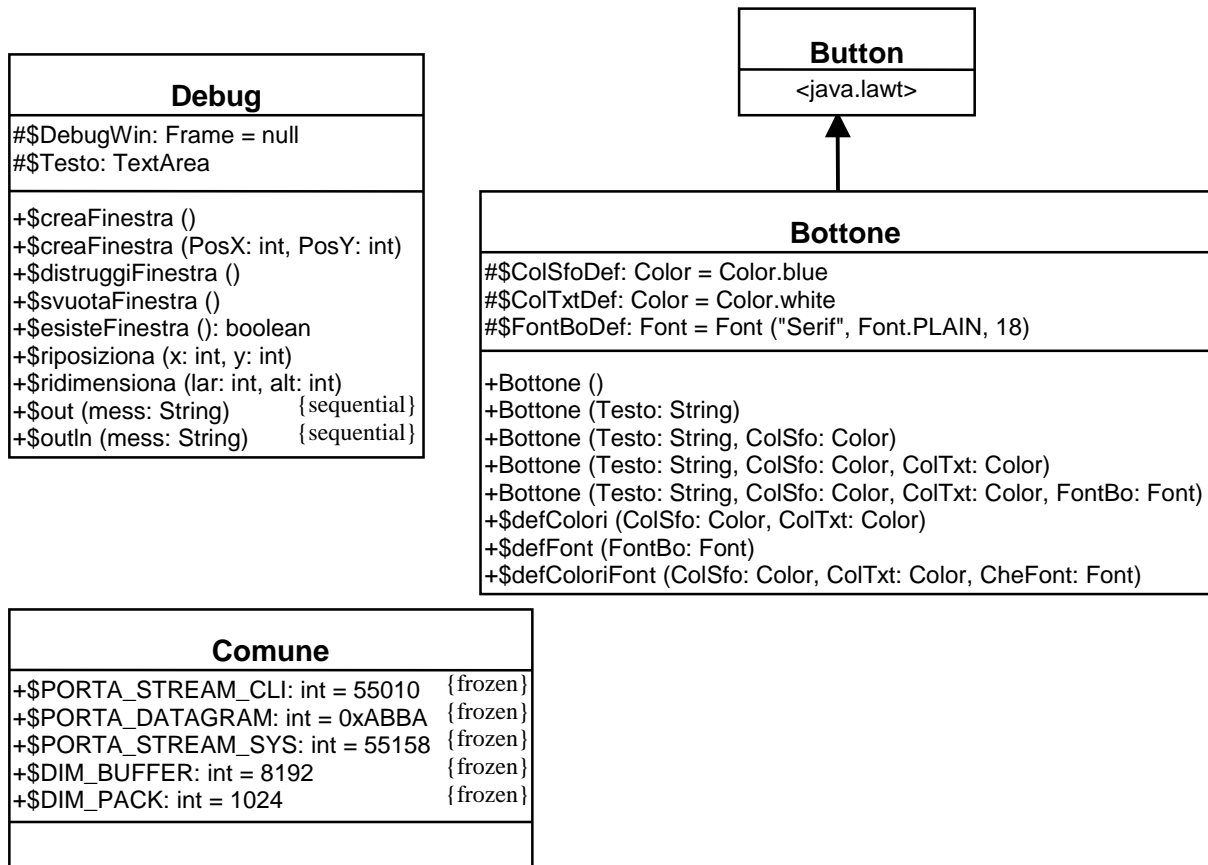 Debug
#$DebugWin: Frame = null
#$Testo: TextArea
+$creaFinestra ()
+$creaFinestra (PosX: int, PosY: int)
+$distruggiFinestra ()
+$svuotaFinestra ()
+$esisteFinestra (): boolean
+$riposiziona (x: int, y: int)
+$ridimensiona (lar: int, alt: int)
+$out (mess: String) {sequential}
+$outln (mess: String) {sequential}
Button
<java.lawt>
Bottone
#$ColSfoDef: Color = Color.blue
#$ColTxtDef: Color = Color.white
#$FontBoDef: Font = Font ("Serif", Font.PLAIN, 18)
+Bottone ()
+Bottone (Testo: String)
+Bottone (Testo: String, ColSfo: Color)
+Bottone (Testo: String, ColSfo: Color, ColTxt: Color)
+Bottone (Testo: String, ColSfo: Color, ColTxt: Color, FontBo: Font)
+$defColori (ColSfo: Color, ColTxt: Color)
+$defFont (FontBo: Font)
+$defColoriFont (ColSfo: Color, ColTxt: Color, CheFont: Font)
Comune
+$PORTA_STREAM_CLI: int = 55010 {frozen}
+$PORTA_DATAGRAM: int = 0xABBA {frozen}
+$PORTA_STREAM_SYS: int = 55158 {frozen}
+$DIM_BUFFER: int = 8192 {frozen}
+$DIM_PACK: int = 1024 {frozen}